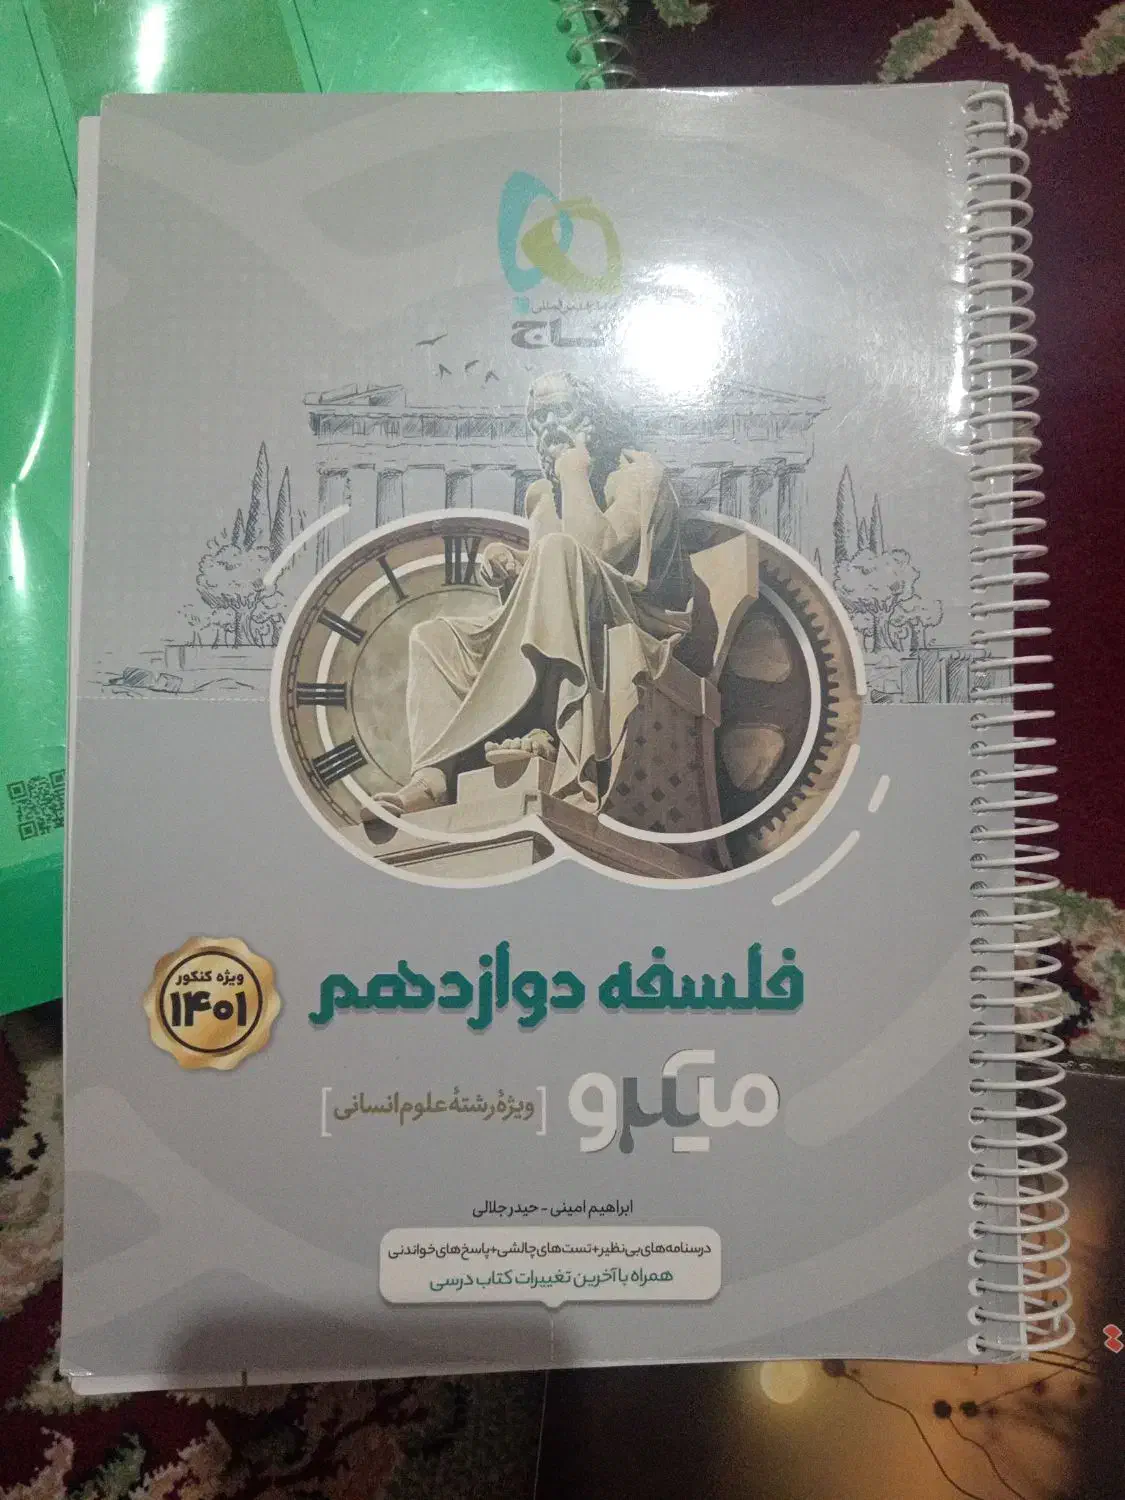 تاج
فلسفه دوازدهم
ویژه کنکور
۱۴۰۱
میکرو
[ویژهٔ رشتهٔ علوم انسانی]
ابراهیم امینی - حیدر جلالی
درسنامه‌های بی‌نظیر+تست‌های چالشی+پاسخ‌های خواندنی
همراه با آخرین تغییرات کتاب درسی